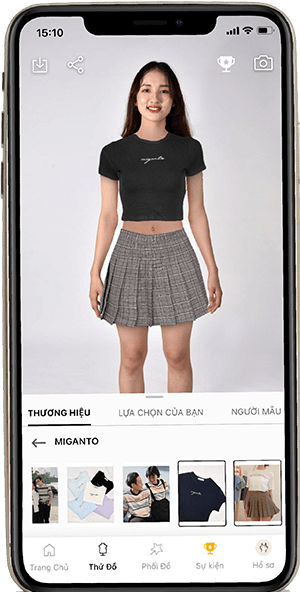 15:10
miganto
THƯƠNG HIỆU LỰA CHỌN CỦA BẠN NGƯỜI MẪU
MIGANTO
Trang Chủ Thử Đồ Phối Đồ Sự kiện Hồ sơ